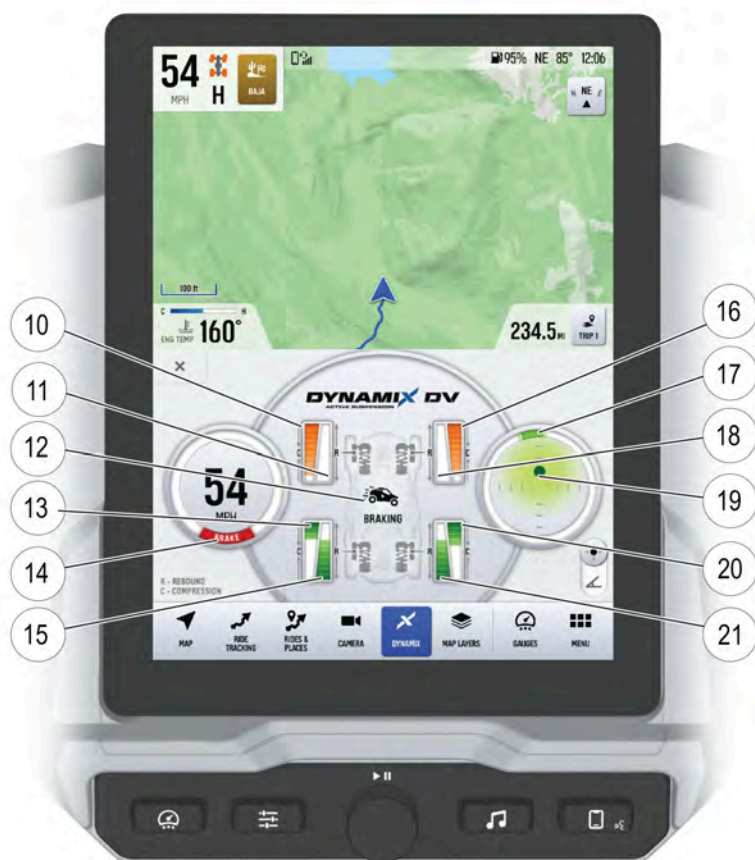 54
MPH
H
BAJA
95% NE 85° 12:06
N NE E
100 ft
C H
ENG TEMP 160°
234.5 MI
TRIP 1
×
DYNAMIX DV
ACTIVE SUSPENSION
C R R C
54
MPH
BRAKE
BRAKING
C R R C
R - REBOUND
C - COMPRESSION
MAP
RIDE TRACKING
RIDES & PLACES
CAMERA
DYNAMIX
MAP LAYERS
GAUGES
MENU
10
11
12
13
14
15
16
17
18
19
20
21